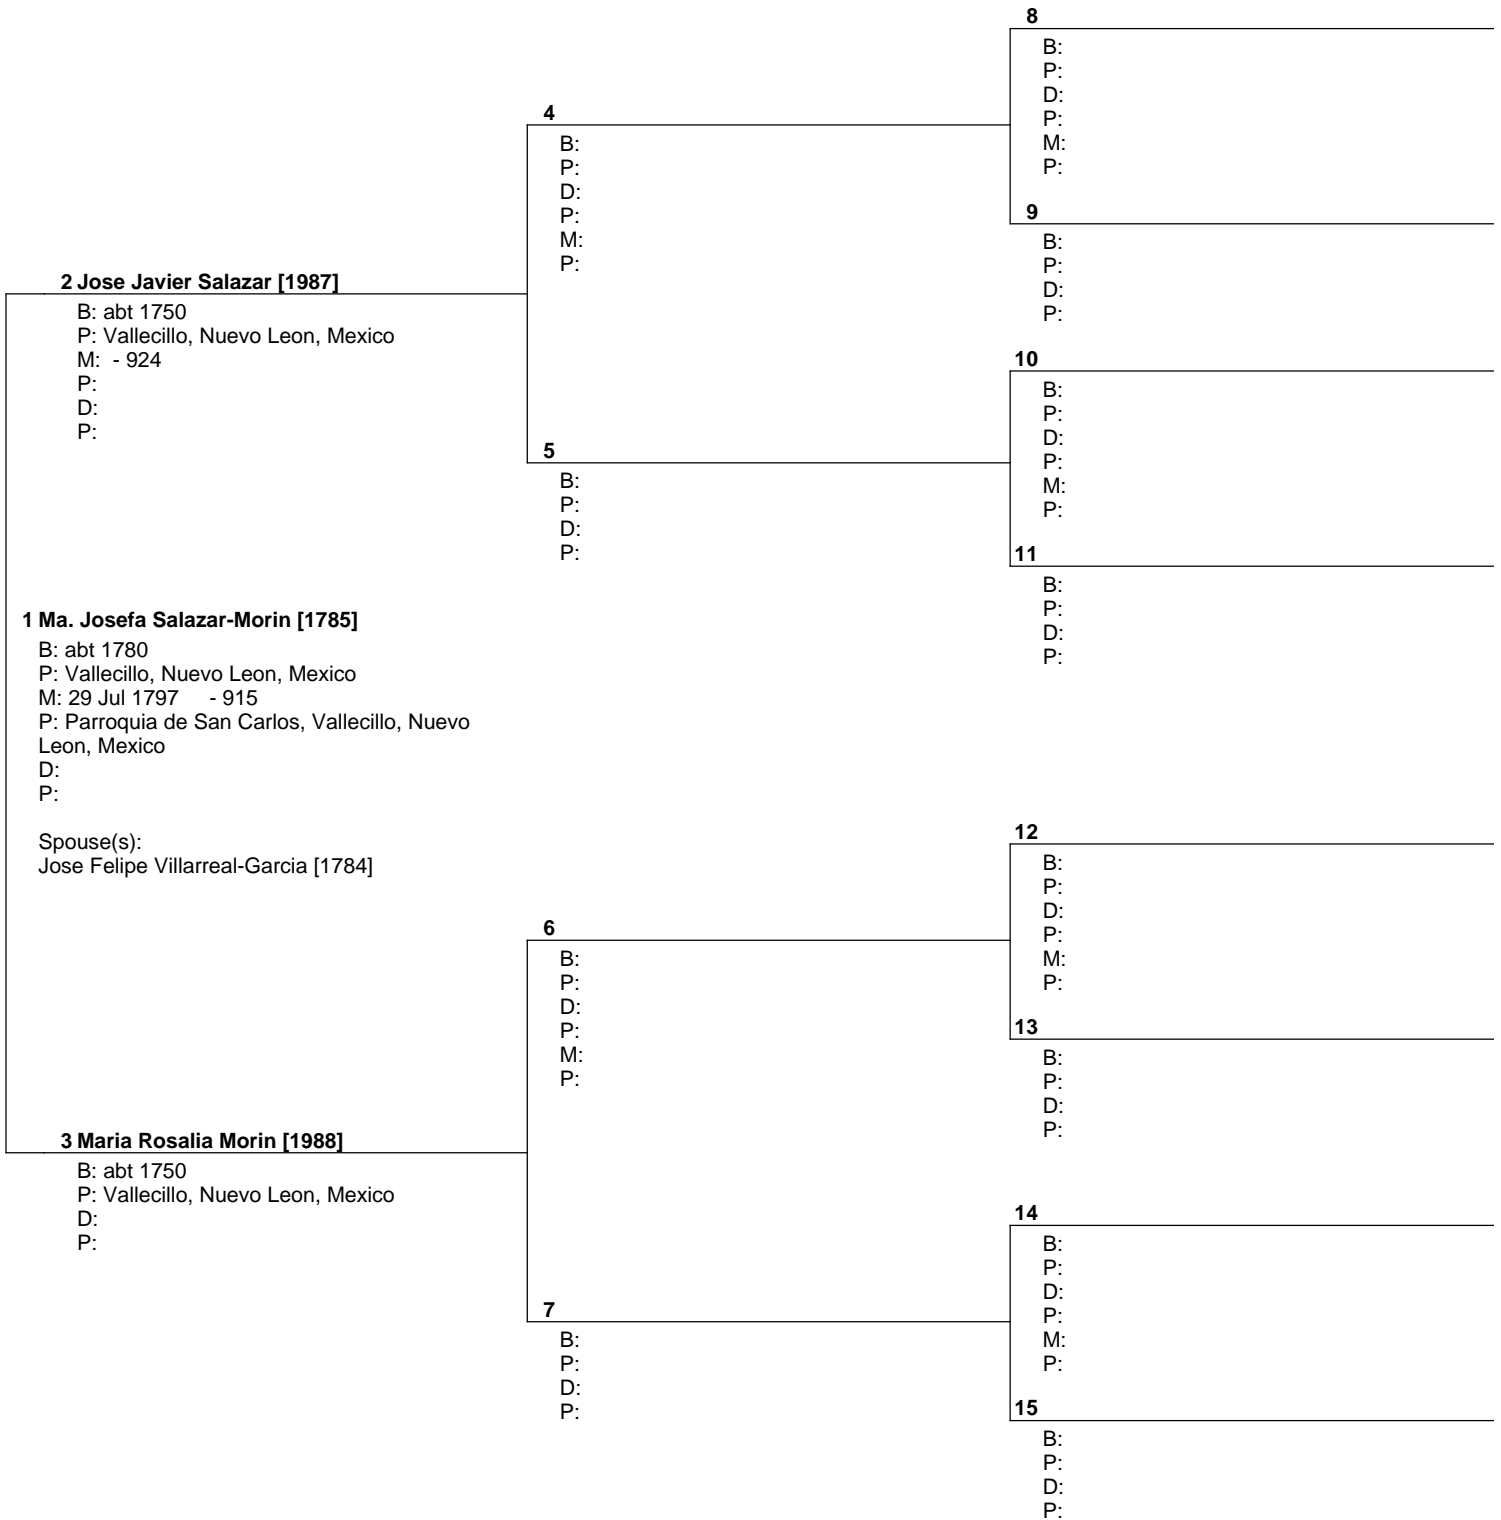 8
B:
P:
D:
P:
M:
P:
4
B:
P:
D:
P:
M:
P:
9
B:
P:
D:
P:
2 Jose Javier Salazar [1987]
B: abt 1750
P: Vallecillo, Nuevo Leon, Mexico
M:  - 924
P:
D:
P:
10
B:
P:
D:
P:
M:
P:
5
B:
P:
D:
P:
11
B:
P:
D:
P:
1 Ma. Josefa Salazar-Morin [1785]
B: abt 1780
P: Vallecillo, Nuevo Leon, Mexico
M: 29 Jul 1797     - 915
P: Parroquia de San Carlos, Vallecillo, Nuevo
Leon, Mexico
D:
P:
Spouse(s):
Jose Felipe Villarreal-Garcia [1784]
12
B:
P:
D:
P:
M:
P:
6
B:
P:
D:
P:
M:
P:
13
B:
P:
D:
P:
3 Maria Rosalia Morin [1988]
B: abt 1750
P: Vallecillo, Nuevo Leon, Mexico
D:
P:
14
B:
P:
D:
P:
M:
P:
7
B:
P:
D:
P:
15
B:
P:
D:
P: